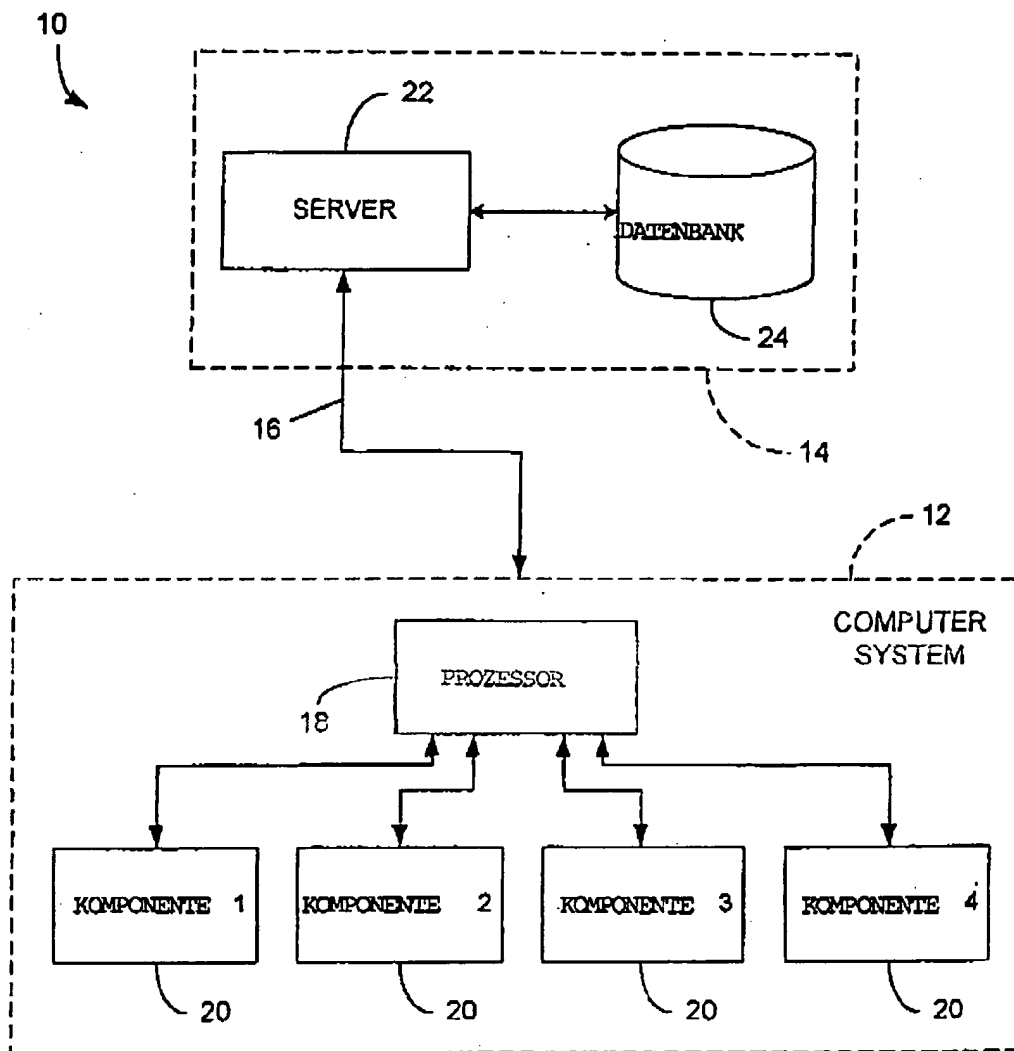 10
22
SERVER
DATENBANK
24
16
14
12
COMPUTER
SYSTEM
PROZESSOR
18
KOMPONENTE 1
KOMPONENTE 2
KOMPONENTE 3
KOMPONENTE 4
20
20
20
20